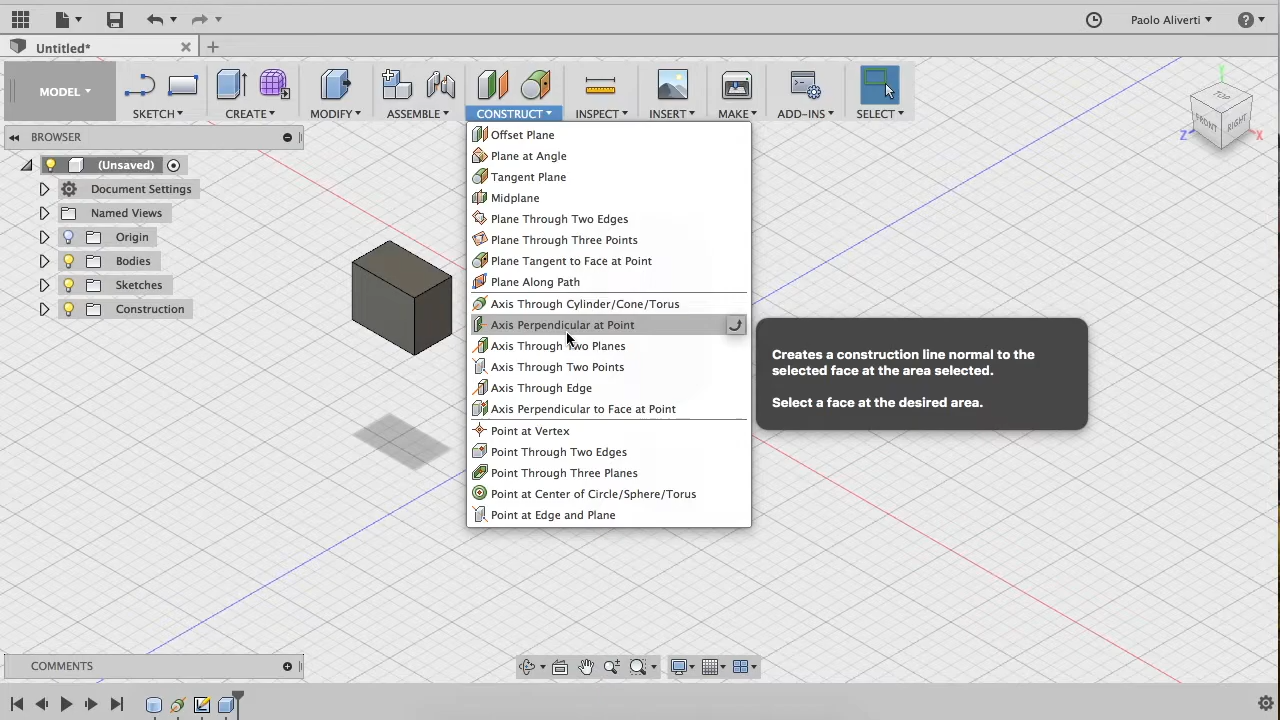 Paolo Aliverti
Untitled*
MODEL
SKETCH
CREATE
MODIFY
ASSEMBLE
CONSTRUCT
INSPECT
INSERT
MAKE
ADD-INS
SELECT
BROWSER
(Unsaved)
Document Settings
Named Views
Origin
Bodies
Sketches
Construction
Offset Plane
Plane at Angle
Tangent Plane
Midplane
Plane Through Two Edges
Plane Through Three Points
Plane Tangent to Face at Point
Plane Along Path
Axis Through Cylinder/Cone/Torus
Axis Perpendicular at Point
Axis Through Two Planes
Axis Through Two Points
Axis Through Edge
Axis Perpendicular to Face at Point
Point at Vertex
Point Through Two Edges
Point Through Three Planes
Point at Center of Circle/Sphere/Torus
Point at Edge and Plane
Creates a construction line normal to the
selected face at the area selected.
Select a face at the desired area.
Y
TOP
FRONT
RIGHT
Z
X
COMMENTS